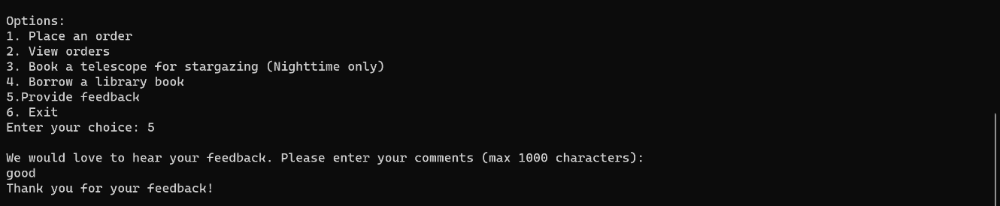 Options:
1. Place an order
2. View orders
3. Book a telescope for stargazing (Nighttime only)
4. Borrow a library book
5.Provide feedback
6. Exit
Enter your choice: 5
We would love to hear your feedback. Please enter your comments (max 1000 characters):
good
Thank you for your feedback!